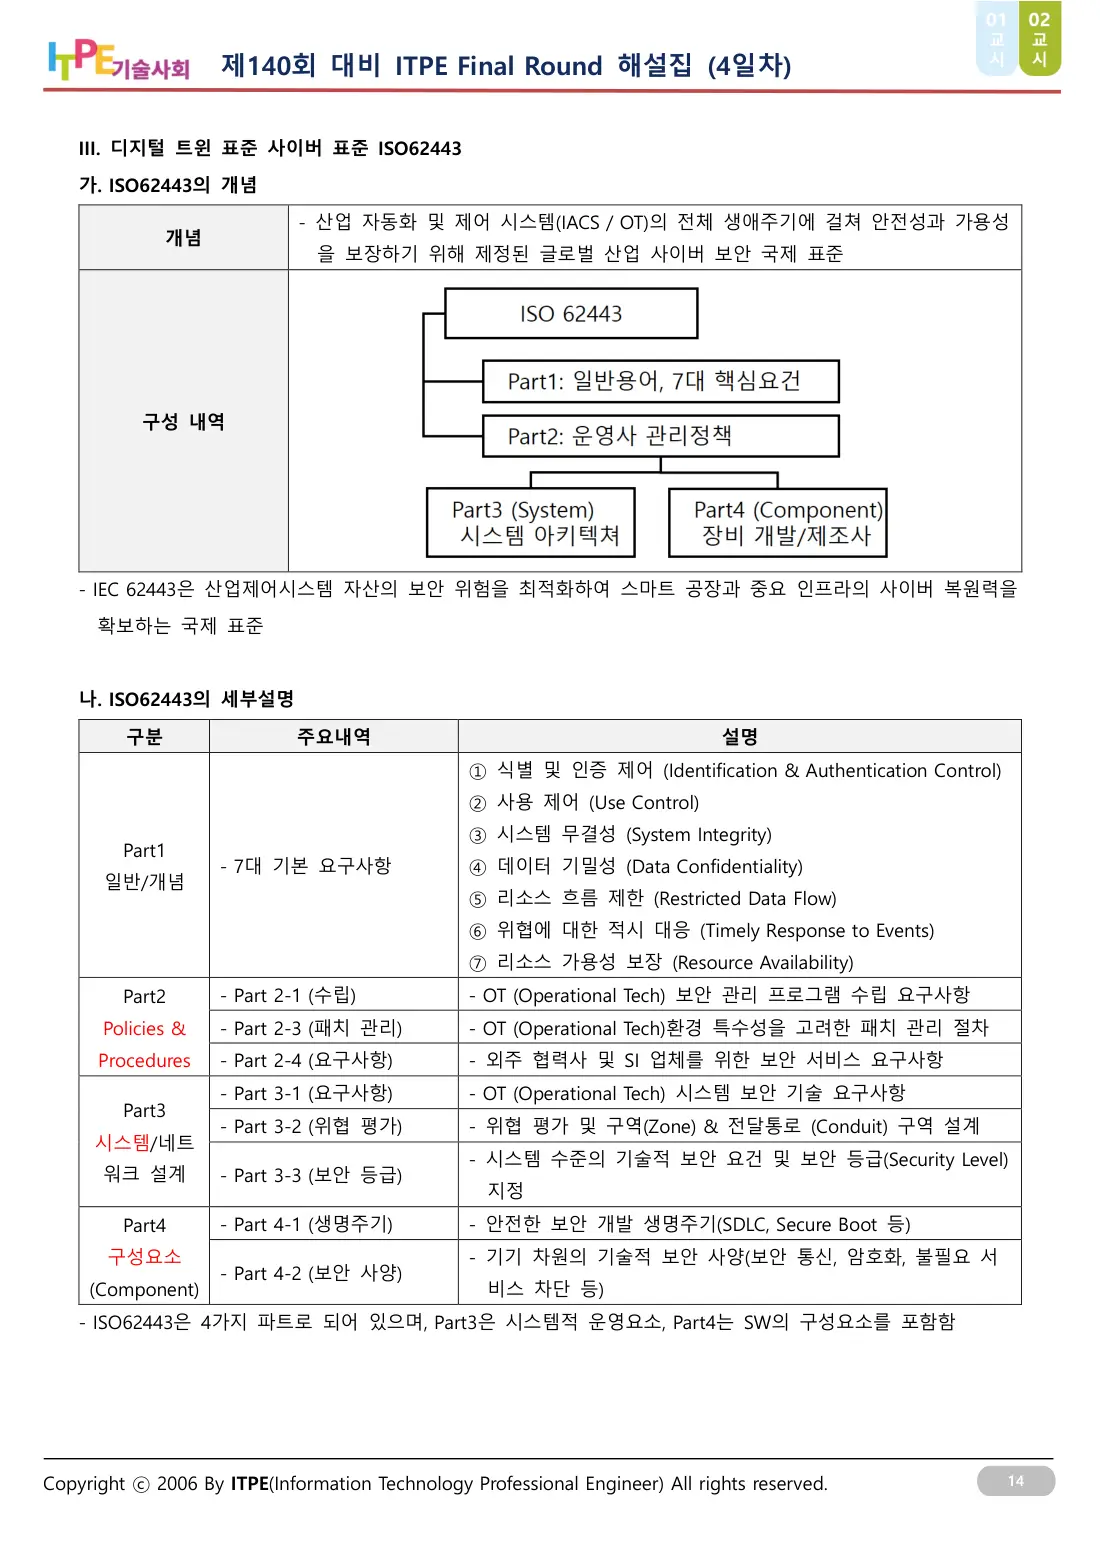 01
교
시
02
교
시
ITPE기술사회 제140회 대비 ITPE Final Round 해설집 (4일차)
III. 디지털 트윈 표준 사이버 표준 ISO62443
가. ISO62443의 개념
개념
- 산업 자동화 및 제어 시스템(IACS / OT)의 전체 생애주기에 걸쳐 안전성과 가용성
을 보장하기 위해 제정된 글로벌 산업 사이버 보안 국제 표준
구성 내역
ISO 62443
Part1: 일반용어, 7대 핵심요건
Part2: 운영사 관리정책
Part3 (System)
시스템 아키텍쳐
Part4 (Component)
장비 개발/제조사
- IEC 62443은 산업제어시스템 자산의 보안 위험을 최적화하여 스마트 공장과 중요 인프라의 사이버 복원력을
확보하는 국제 표준
나. ISO62443의 세부설명
구분 주요내역 설명
Part1
일반/개념
- 7대 기본 요구사항
① 식별 및 인증 제어 (Identification & Authentication Control)
② 사용 제어 (Use Control)
③ 시스템 무결성 (System Integrity)
④ 데이터 기밀성 (Data Confidentiality)
⑤ 리소스 흐름 제한 (Restricted Data Flow)
⑥ 위협에 대한 적시 대응 (Timely Response to Events)
⑦ 리소스 가용성 보장 (Resource Availability)
Part2
Policies &
Procedures
- Part 2-1 (수립) - OT (Operational Tech) 보안 관리 프로그램 수립 요구사항
- Part 2-3 (패치 관리) - OT (Operational Tech)환경 특수성을 고려한 패치 관리 절차
- Part 2-4 (요구사항) - 외주 협력사 및 SI 업체를 위한 보안 서비스 요구사항
Part3
시스템/네트
워크 설계
- Part 3-1 (요구사항) - OT (Operational Tech) 시스템 보안 기술 요구사항
- Part 3-2 (위협 평가) - 위협 평가 및 구역(Zone) & 전달통로 (Conduit) 구역 설계
- Part 3-3 (보안 등급) - 시스템 수준의 기술적 보안 요건 및 보안 등급(Security Level)
지정
Part4
구성요소
(Component)
- Part 4-1 (생명주기) - 안전한 보안 개발 생명주기(SDLC, Secure Boot 등)
- Part 4-2 (보안 사양) - 기기 차원의 기술적 보안 사양(보안 통신, 암호화, 불필요 서
비스 차단 등)
- ISO62443은 4가지 파트로 되어 있으며, Part3은 시스템적 운영요소, Part4는 SW의 구성요소를 포함함
Copyright ⓒ 2006 By ITPE(Information Technology Professional Engineer) All rights reserved.
14